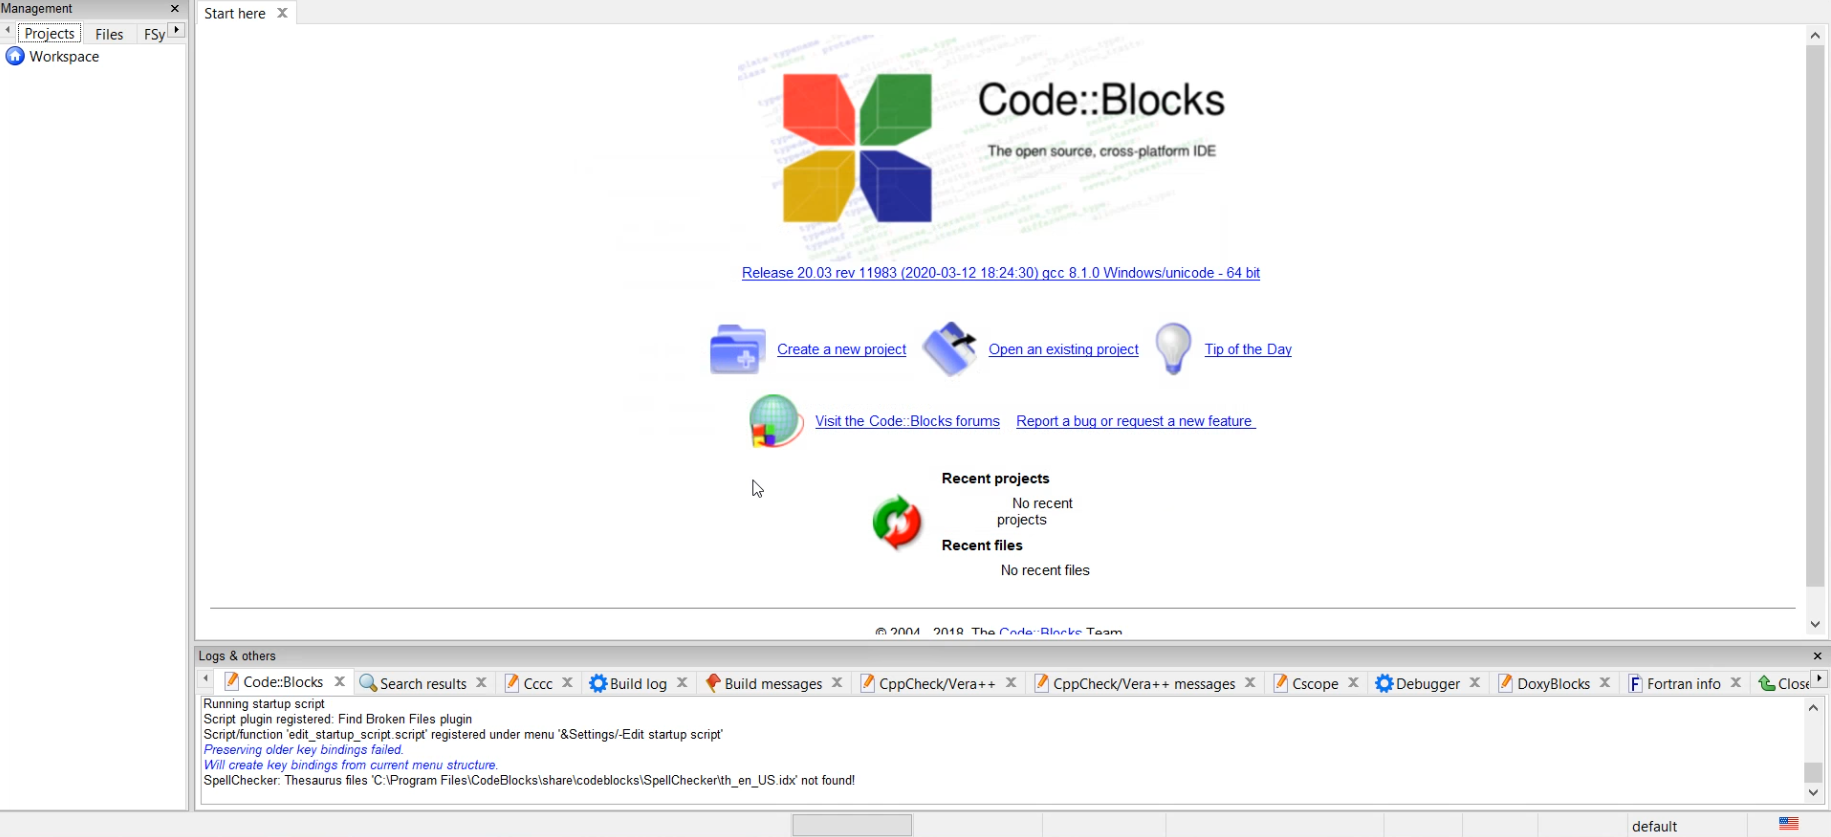 Management
Projects Files FSy
Workspace
Start here
Code::Blocks
The open source, cross-platform IDE
Release 20.03 rev 11983 (2020-03-12 18:24:30) gcc 8.1.0 Windows/unicode - 64 bit
Create a new project Open an existing project Tip of the Day
Visit the Code::Blocks forums Report a bug or request a new feature
Recent projects
No recent
projects
Recent files
No recent files
© 2004 - 2018, The Code::Blocks Team
Logs & others
Code::Blocks Search results Cccc Build log Build messages CppCheck/Vera++ CppCheck/Vera++ messages Cscope Debugger DoxyBlocks Fortran info Close
Running startup script
Script plugin registered: Find Broken Files plugin
Script/function 'edit_startup_script.script' registered under menu '&Settings/-Edit startup script'
Preserving older key bindings failed.
Will create key bindings from current menu structure.
SpellChecker: Thesaurus files 'C:\Program Files\CodeBlocks\share\codeblocks\SpellChecker\th_en_US.idx' not found!
default